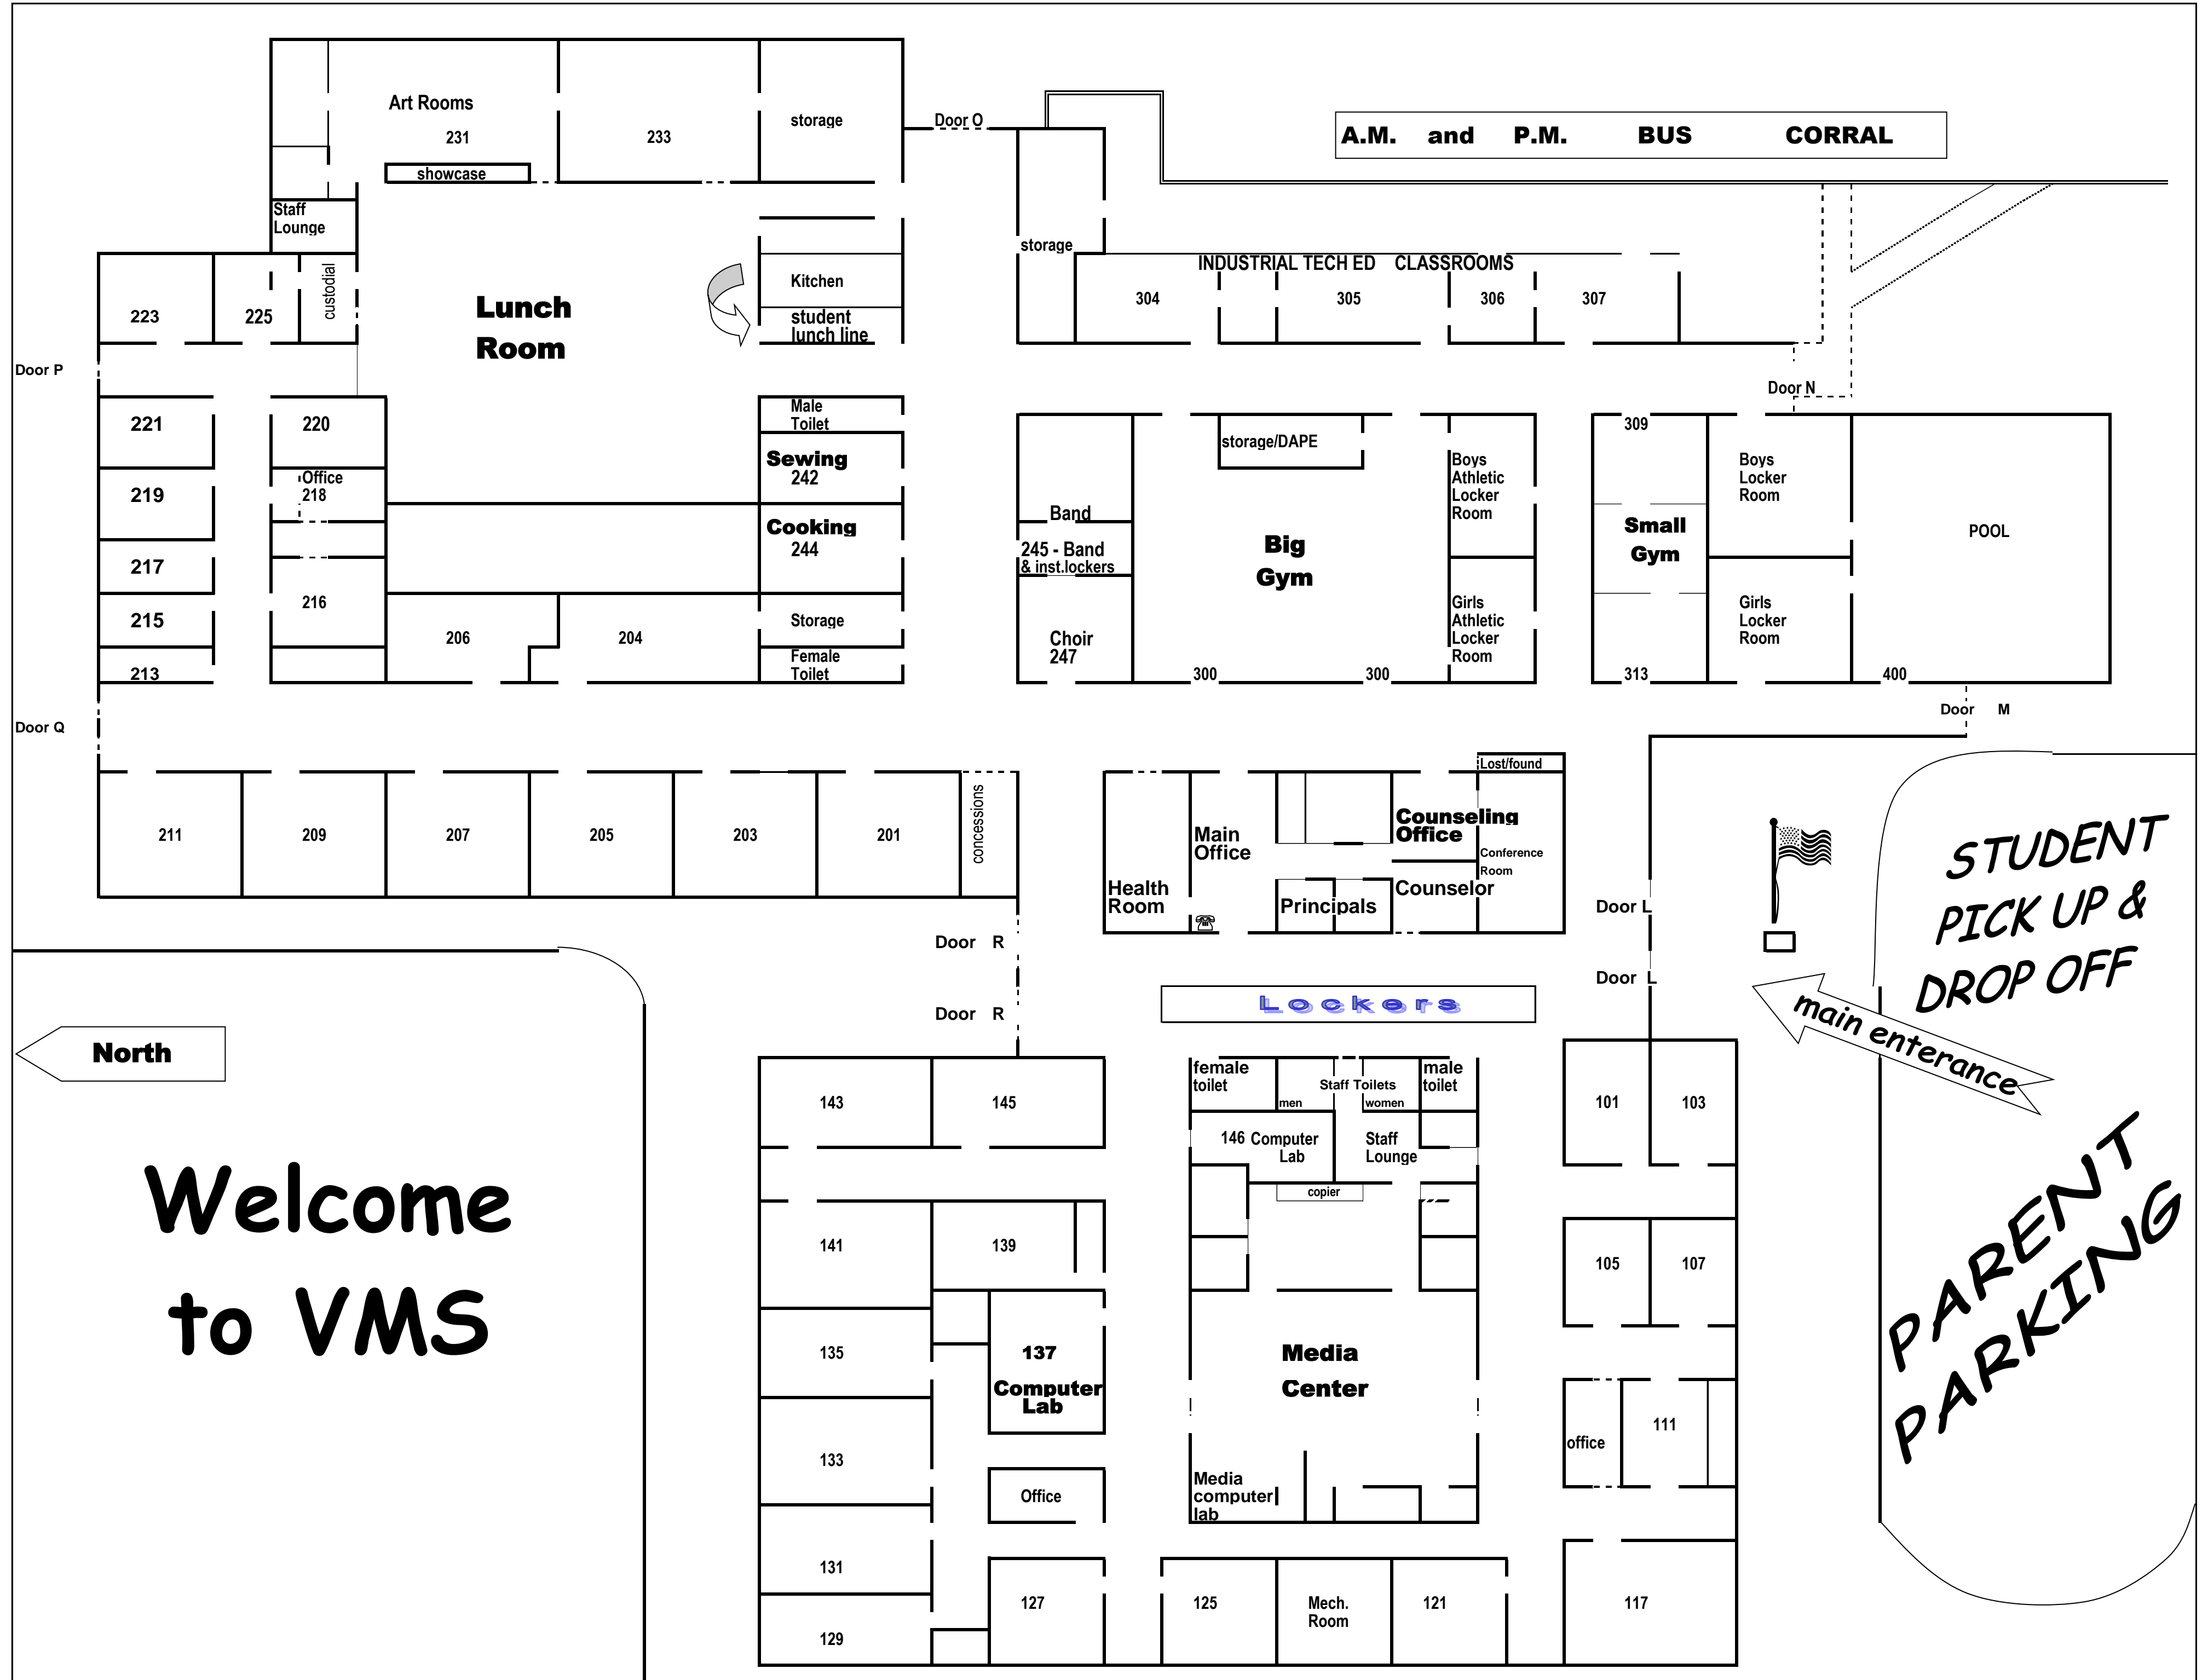 A.M. and P.M. BUS CORRAL
Art Rooms
231
233
storage
Door O
showcase
Staff
Lounge
storage
INDUSTRIAL TECH ED CLASSROOMS
custodial
Kitchen
student
lunch line
304
305
306
307
223
225
Lunch
Room
Door P
Door N
221
220
Male
Toilet
309
storage/DAPE
Sewing
242
Boys
Athletic
Locker
Room
Boys
Locker
Room
219
Office
218
Band
Cooking
244
Small
Gym
POOL
245 - Band
& inst.lockers
Big
Gym
217
216
215
206
204
Storage
Girls
Athletic
Locker
Room
Girls
Locker
Room
Choir
247
Female
Toilet
213
300
300
313
400
Door M
Door Q
Lost/found
211
209
207
205
203
201
concessions
Main
Office
Counseling
Office
Conference
Room
Health
Room
Principals
Counselor
STUDENT
PICK UP &
DROP OFF
Door L
Door R
Door L
Door R
Lockers
main enterance
North
female
toilet
Staff Toilets
men
women
male
toilet
143
145
101
103
146 Computer
Lab
Staff
Lounge
copier
Welcome
to VMS
141
139
105
107
PARENT
PARKING
135
137
Computer
Lab
Media
Center
111
office
133
Office
Media
computer
lab
131
127
125
Mech.
Room
121
117
129